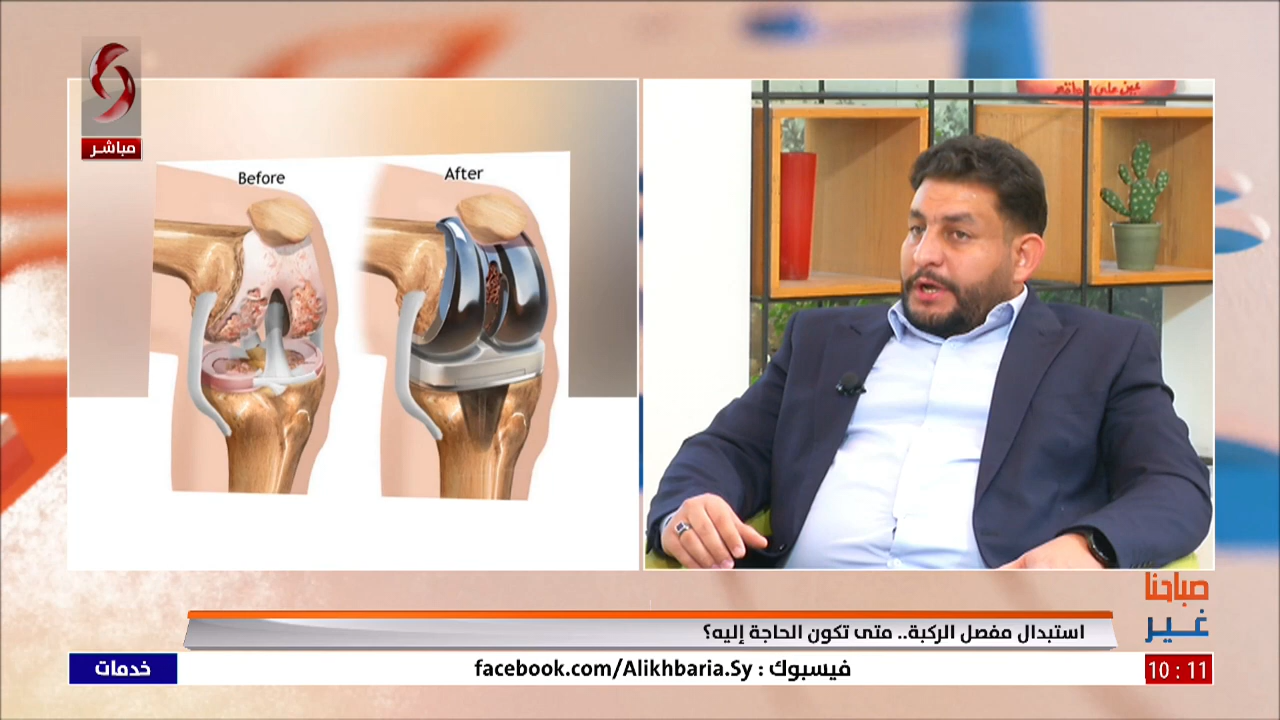 مباشر
Before
After
صباحنا
غير
استبدال مفصل الركبة.. متى تكون الحاجة إليه؟
خدمات
فيسبوك : facebook.com/Alikhbaria.Sy
10 : 11